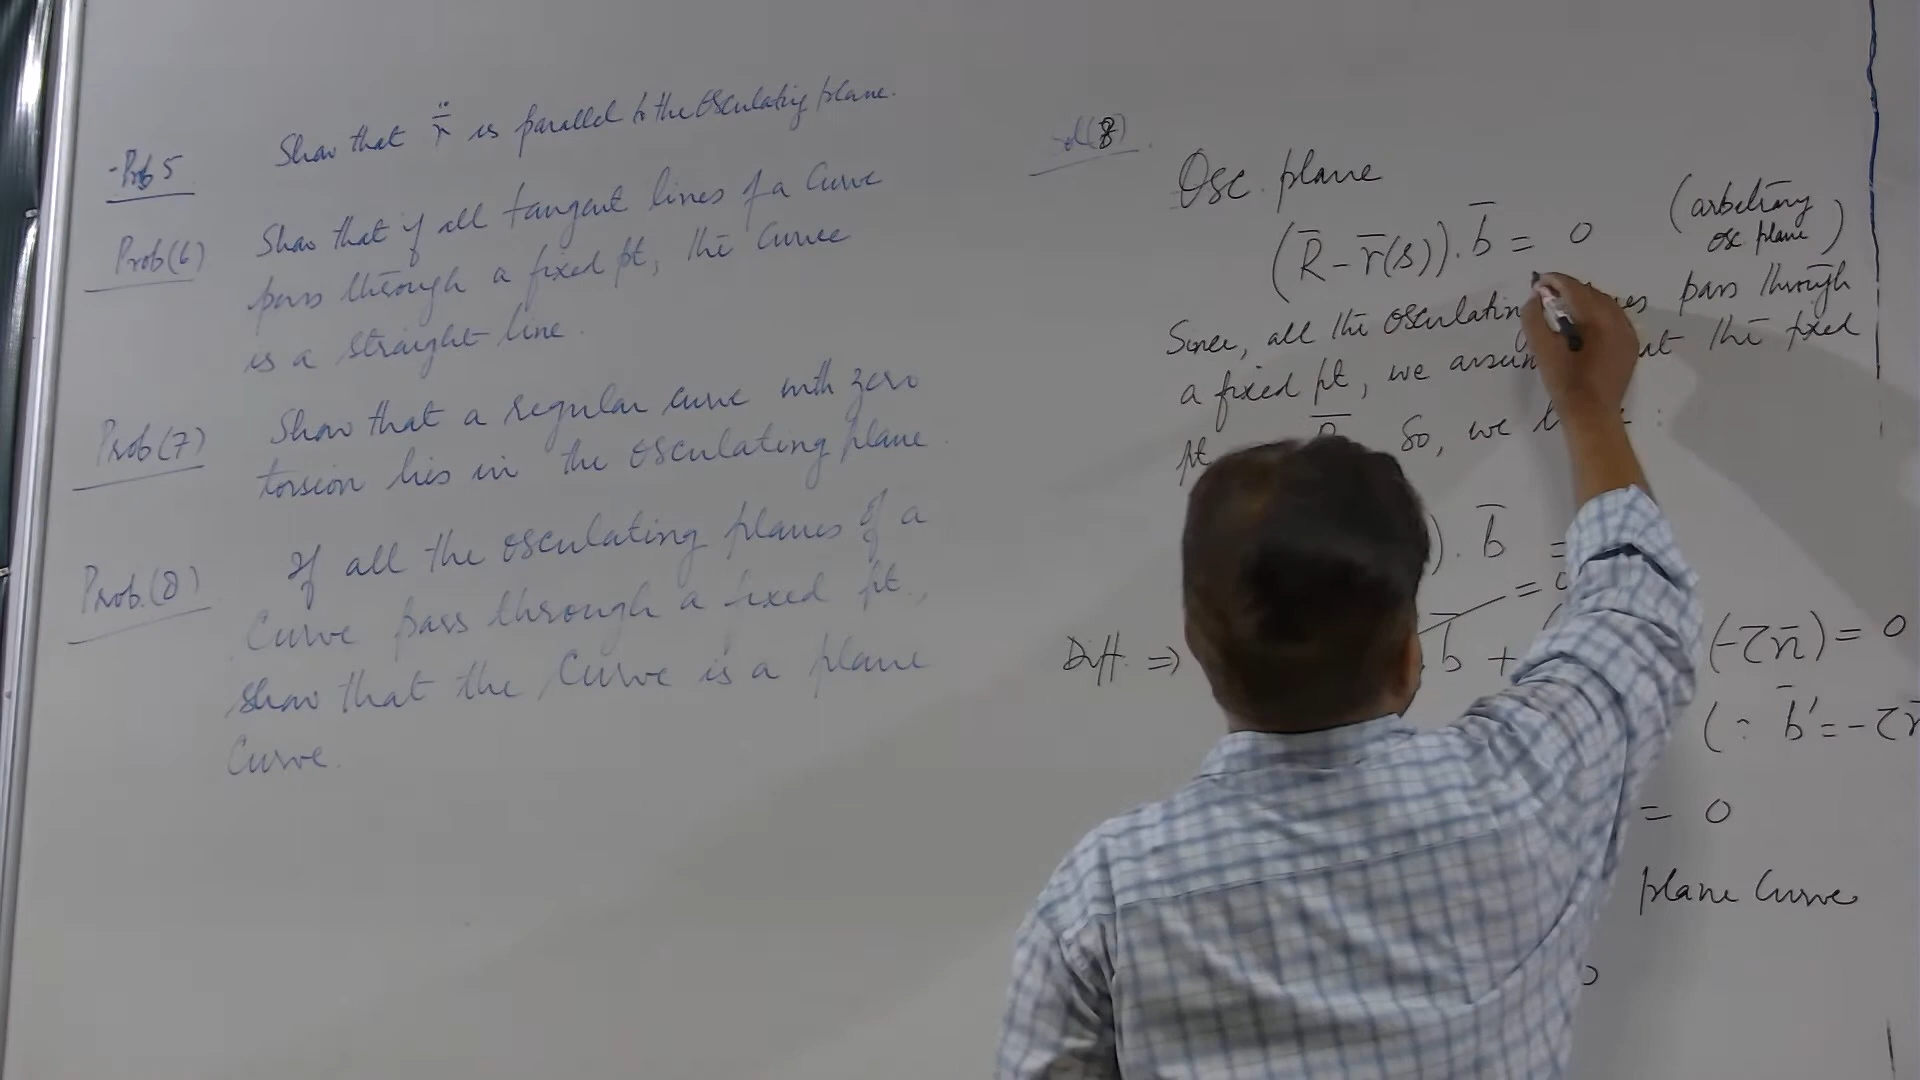 Prob 5 Show that r̄̈ is parallel to the osculating plane.
Prob(6) Show that if all tangent lines of a curve
pass through a fixed pt, the curve
is a straight line.
Prob(7) Show that a regular curve with zero
torsion lies in the osculating plane.
Prob.(8) If all the osculating planes of a
Curve pass through a fixed pt.,
show that the curve is a plane
Curve.
(8)
Osc. plane
(R̄ - r̄(s)). b̄ = 0 (arbitrary
osc plane)
Since, all the osculating pass through
a fixed pt, we the fixed
pt So, we
). b̄ =
Diff. ⇒ b̄ + (-τn̄) = 0
(∵ b̄' = -τn̄
= 0
plane Curve